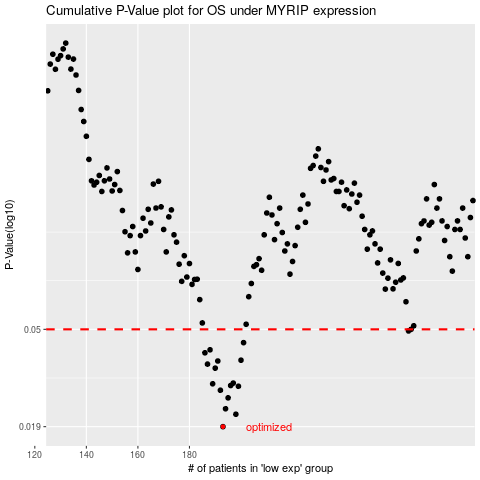 Cumulative P-Value plot for OS under MYRIP expression
P-Value(log10)
0.05
0.019
optimized
120 140 160 180
# of patients in 'low exp' group